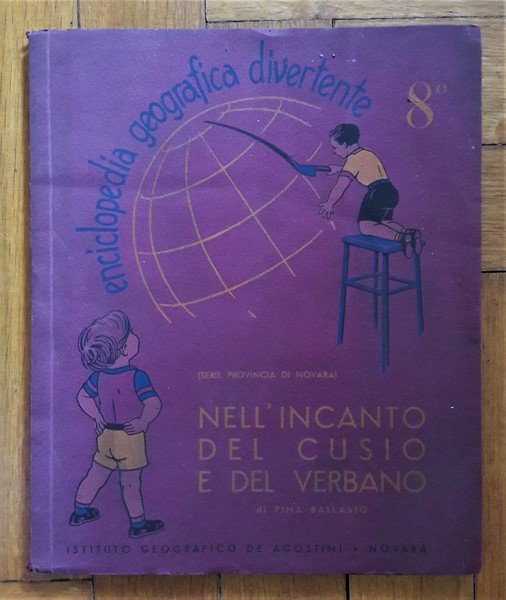 enciclopedia geografica divertente
8º
(SERIE PROVINCIA DI NOVARA)
NELL'INCANTO
DEL CUSIO
E DEL VERBANO
di PINA BALLARIO
ISTITUTO GEOGRAFICO DE AGOSTINI • NOVARA